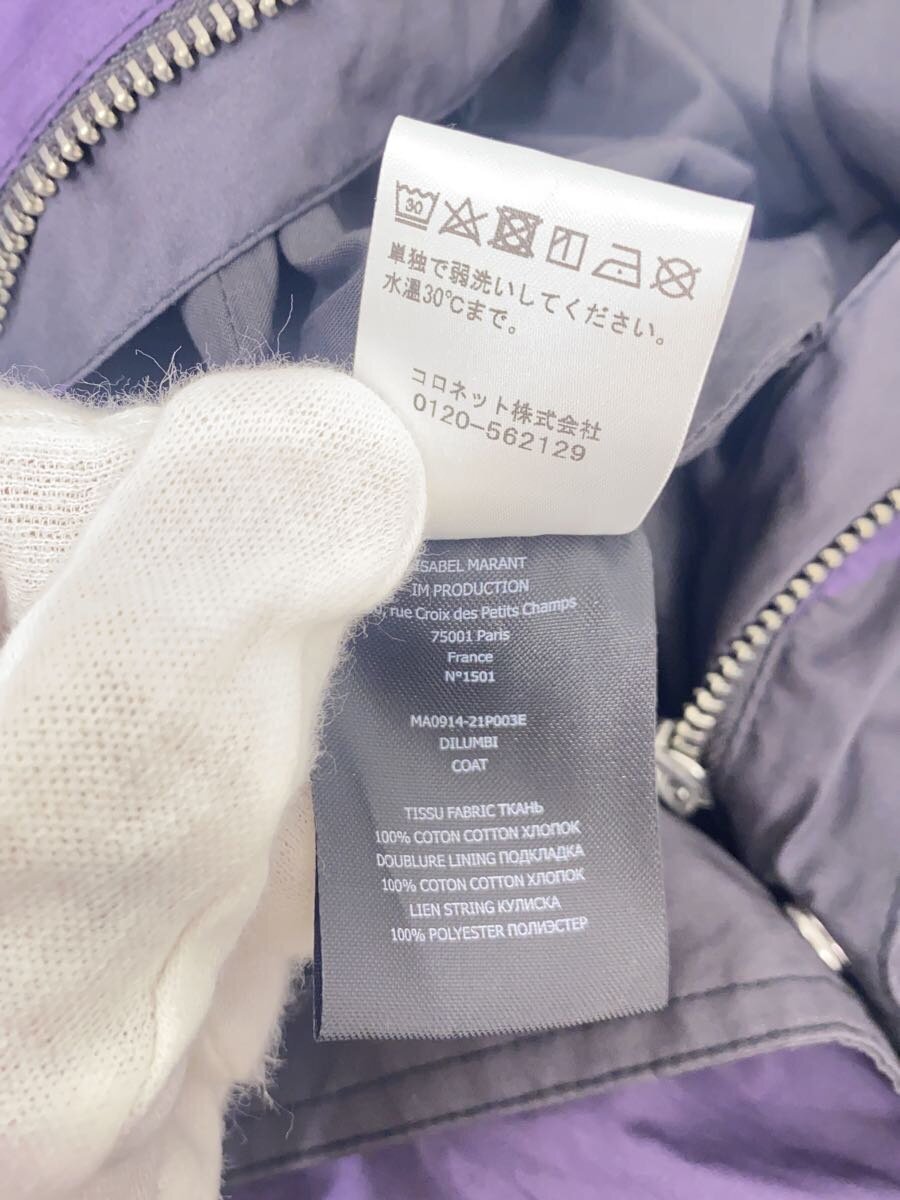 30
単独で弱洗いしてください。
水温30℃まで。
コロネット株式会社
0120-562129
ISABEL MARANT
IM PRODUCTION
rue Croix des Petits Champs
75001 Paris
France
N°1501
MA0914-21P003E
DILUMBI
COAT
TISSU FABRIC ТКАНЬ
100% COTON COTTON ХЛОПОК
DOUBLURE LINING ПОДКЛАДКА
100% COTON COTTON ХЛОПОК
LIEN STRING КУЛИСКА
100% POLYESTER ПОЛИЭСТЕР